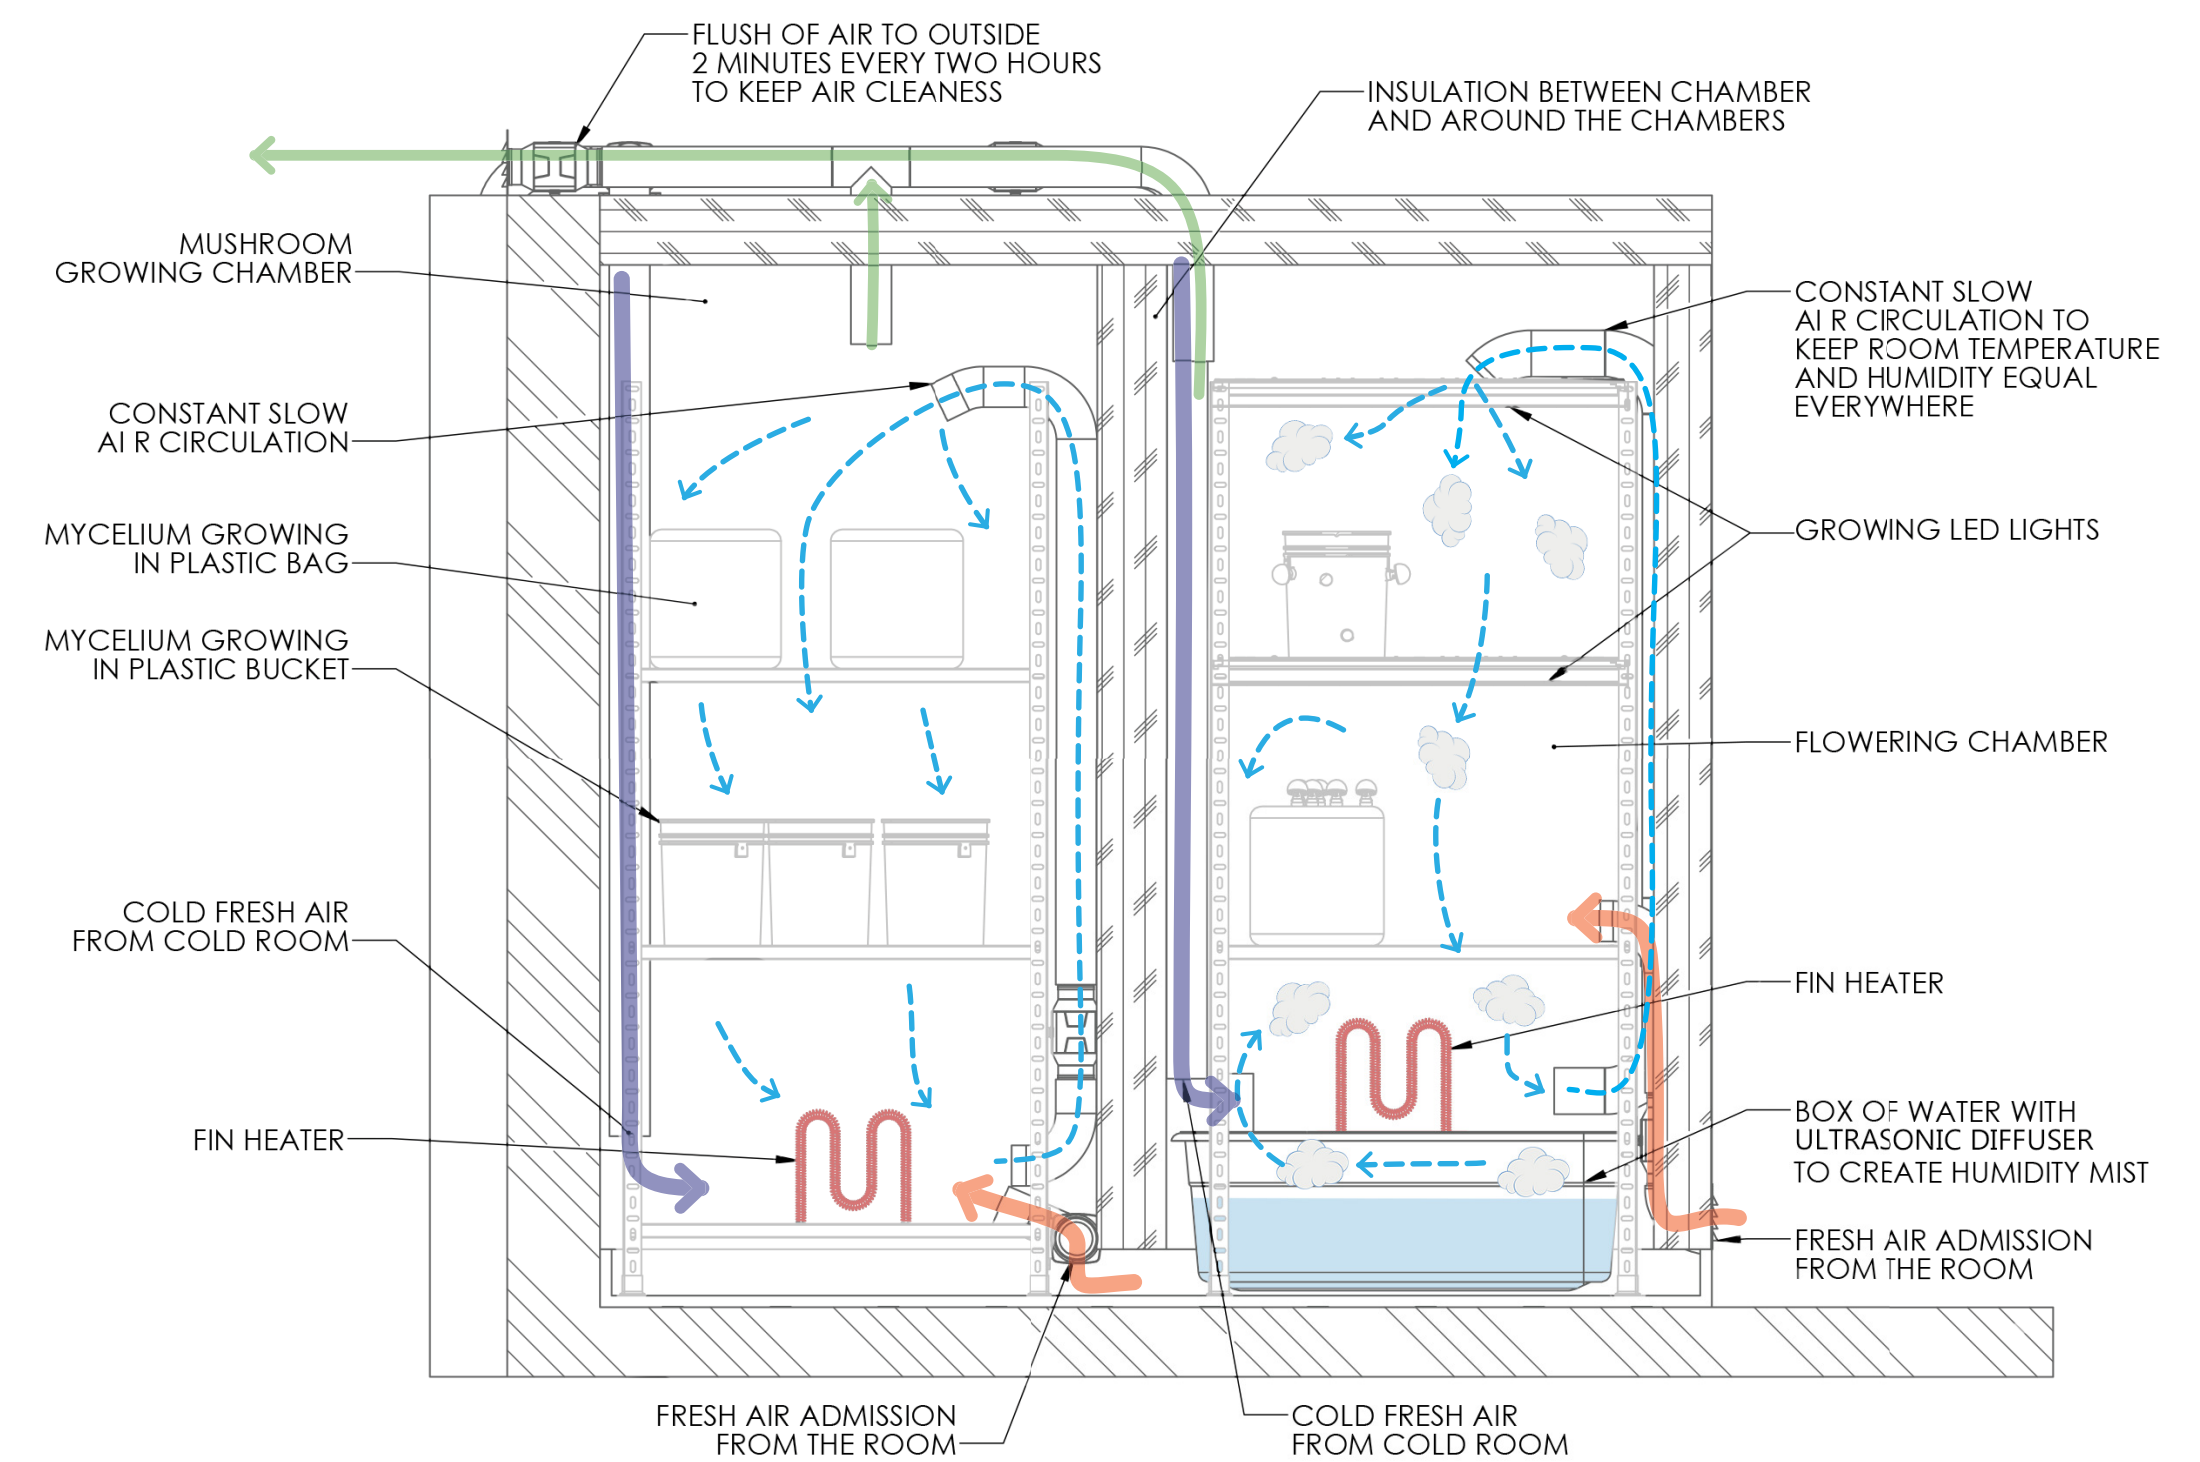 FLUSH OF AIR TO OUTSIDE
2 MINUTES EVERY TWO HOURS
TO KEEP AIR CLEANESS
INSULATION BETWEEN CHAMBER
AND AROUND THE CHAMBERS
MUSHROOM
GROWING CHAMBER
CONSTANT SLOW
AIR CIRCULATION
MYCELIUM GROWING
IN PLASTIC BAG
MYCELIUM GROWING
IN PLASTIC BUCKET
COLD FRESH AIR
FROM COLD ROOM
FIN HEATER
CONSTANT SLOW
AIR CIRCULATION TO
KEEP ROOM TEMPERATURE
AND HUMIDITY EQUAL
EVERYWHERE
GROWING LED LIGHTS
FLOWERING CHAMBER
FIN HEATER
BOX OF WATER WITH
ULTRASONIC DIFFUSER
TO CREATE HUMIDITY MIST
FRESH AIR ADMISSION
FROM THE ROOM
FRESH AIR ADMISSION
FROM THE ROOM
COLD FRESH AIR
FROM COLD ROOM